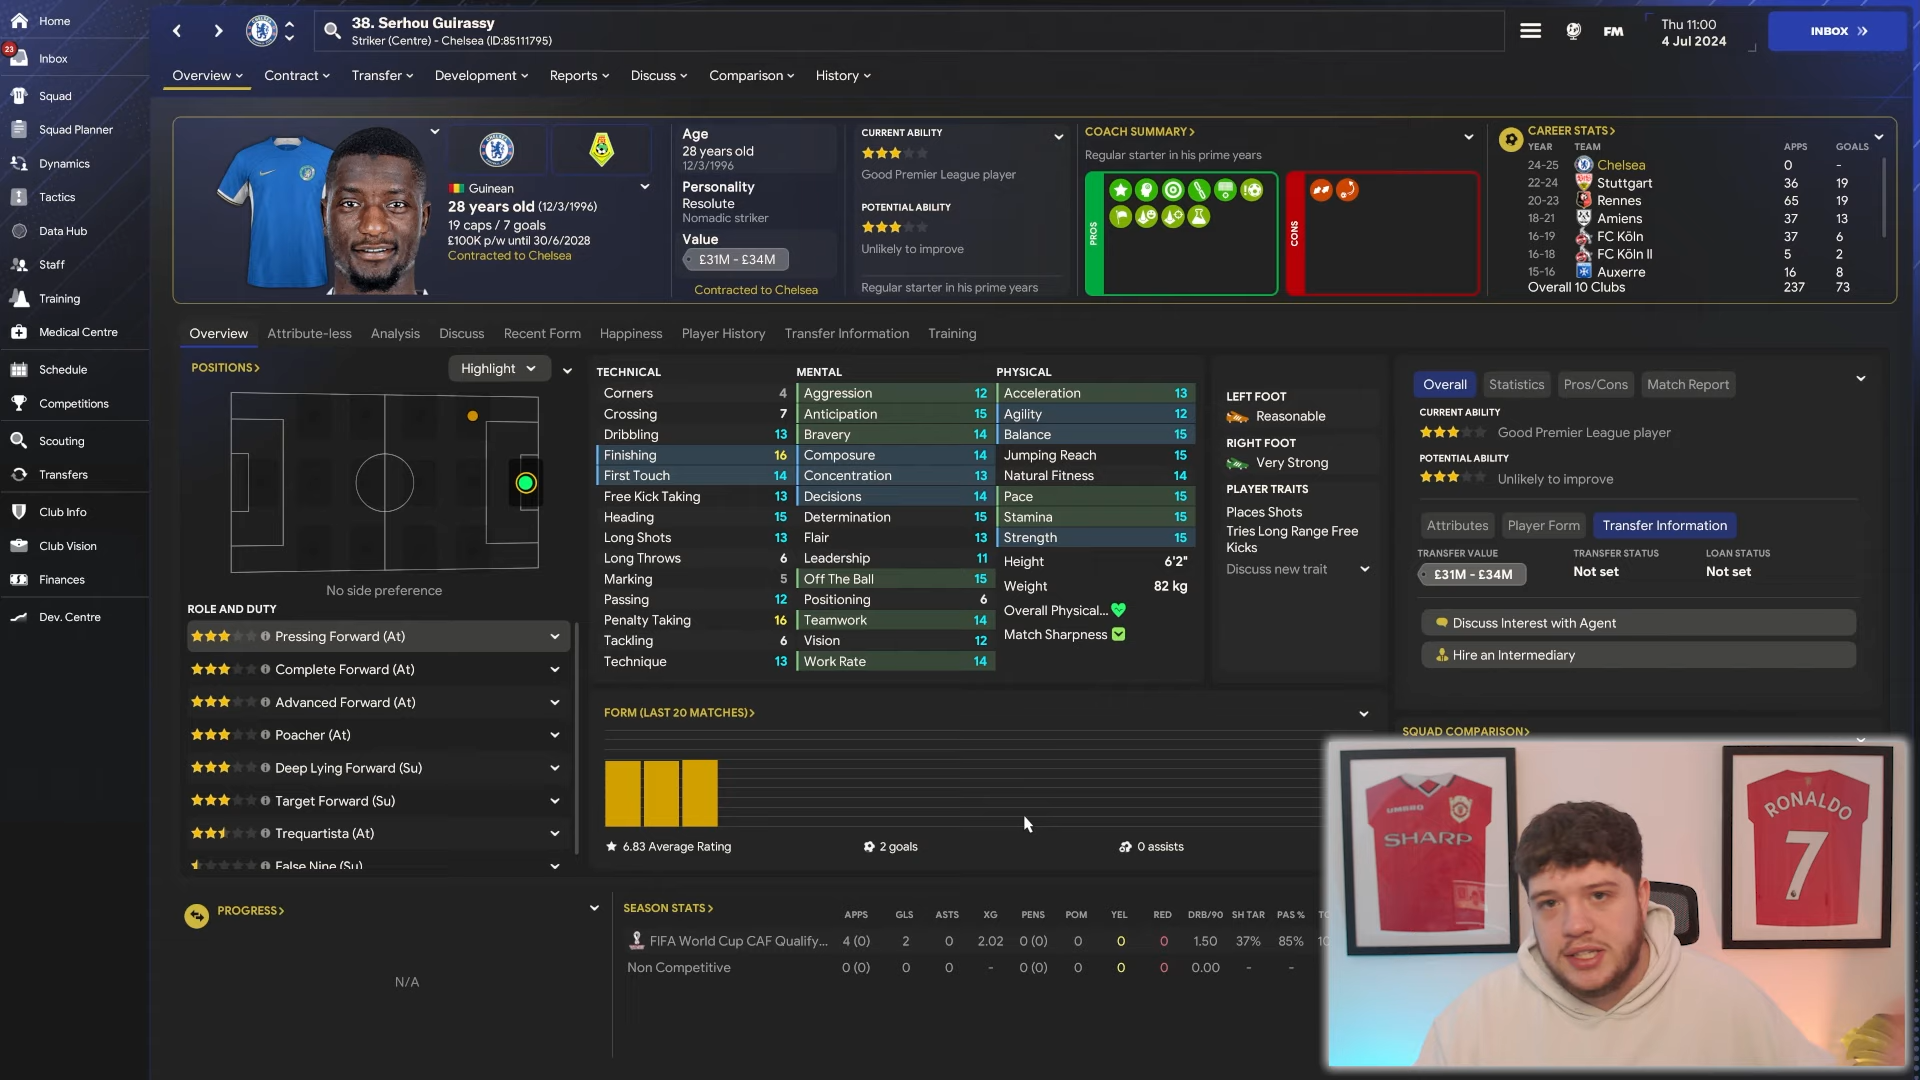 Home
23
Inbox
Squad
Squad Planner
Dynamics
Tactics
Data Hub
Staff
Training
Medical Centre
Schedule
Competitions
Scouting
Transfers
Club Info
Club Vision
Finances
Dev. Centre
38. Serhou Guirassy
Striker (Centre) - Chelsea (ID:85111795)
FM
Thu 11:00
4 Jul 2024
INBOX
Overview Contract Transfer Development Reports Discuss Comparison History
Guinean
28 years old (12/3/1996)
19 caps / 7 goals
£100K p/w until 30/6/2028
Contracted to Chelsea
Age
28 years old
12/3/1996
Personality
Resolute
Nomadic striker
Value
£31M - £34M
Contracted to Chelsea
CURRENT ABILITY
Good Premier League player
POTENTIAL ABILITY
Unlikely to improve
Regular starter in his prime years
COACH SUMMARY>
Regular starter in his prime years
PROS
CONS
CAREER STATS>
YEAR TEAM APPS GOALS
24-25 Chelsea 0 -
22-24 Stuttgart 36 19
20-23 Rennes 65 19
18-21 Amiens 37 13
16-19 FC Köln 37 6
16-18 FC Köln II 5 2
15-16 Auxerre 16 8
Overall 10 Clubs 237 73
Overview Attribute-less Analysis Discuss Recent Form Happiness Player History Transfer Information Training
POSITIONS>
Highlight
No side preference
ROLE AND DUTY
Pressing Forward (At)
Complete Forward (At)
Advanced Forward (At)
Poacher (At)
Deep Lying Forward (Su)
Target Forward (Su)
Trequartista (At)
False Nine (Su)
TECHNICAL
Corners 4
Crossing 7
Dribbling 13
Finishing 16
First Touch 14
Free Kick Taking 13
Heading 15
Long Shots 13
Long Throws 6
Marking 5
Passing 12
Penalty Taking 16
Tackling 6
Technique 13
MENTAL
Aggression 12
Anticipation 15
Bravery 14
Composure 14
Concentration 13
Decisions 14
Determination 15
Flair 13
Leadership 11
Off The Ball 15
Positioning 6
Teamwork 14
Vision 12
Work Rate 14
PHYSICAL
Acceleration 13
Agility 12
Balance 15
Jumping Reach 15
Natural Fitness 14
Pace 15
Stamina 15
Strength 15
Height 6'2"
Weight 82 kg
Overall Physical...
Match Sharpness
LEFT FOOT
Reasonable
RIGHT FOOT
Very Strong
PLAYER TRAITS
Places Shots
Tries Long Range Free
Kicks
Discuss new trait
Overall Statistics Pros/Cons Match Report
CURRENT ABILITY
Good Premier League player
POTENTIAL ABILITY
Unlikely to improve
Attributes Player Form Transfer Information
TRANSFER VALUE TRANSFER STATUS LOAN STATUS
£31M - £34M Not set Not set
Discuss Interest with Agent
Hire an Intermediary
FORM (LAST 20 MATCHES)>
6.83 Average Rating 2 goals 0 assists
SQUAD COMPARISON>
PROGRESS>
N/A
SEASON STATS> APPS GLS ASTS XG PENS POM YEL RED DRB/90 SH TAR PAS %
FIFA World Cup CAF Qualify... 4 (0) 2 0 2.02 0 (0) 0 0 0 1.50 37% 85%
Non Competitive 0 (0) 0 0 - 0 (0) 0 0 0 0.00 - -
UMBRO
SHARP
RONALDO
7